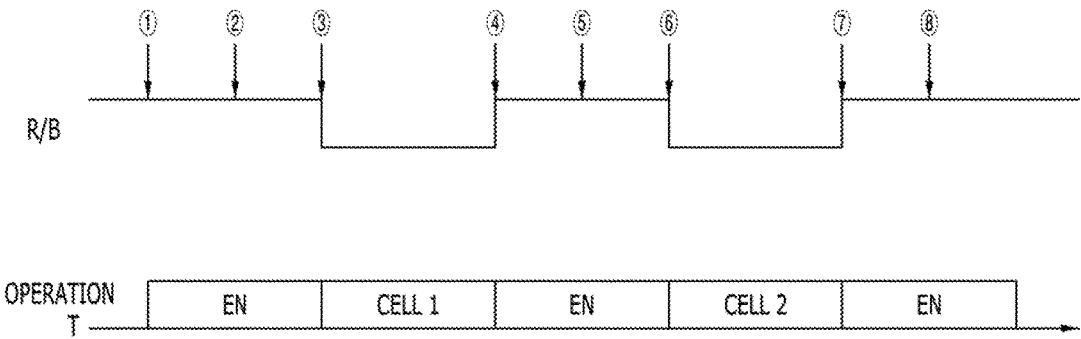 ① ② ③ ④ ⑤ ⑥ ⑦ ⑧
R/B
OPERATION EN CELL 1 EN CELL 2 EN
T